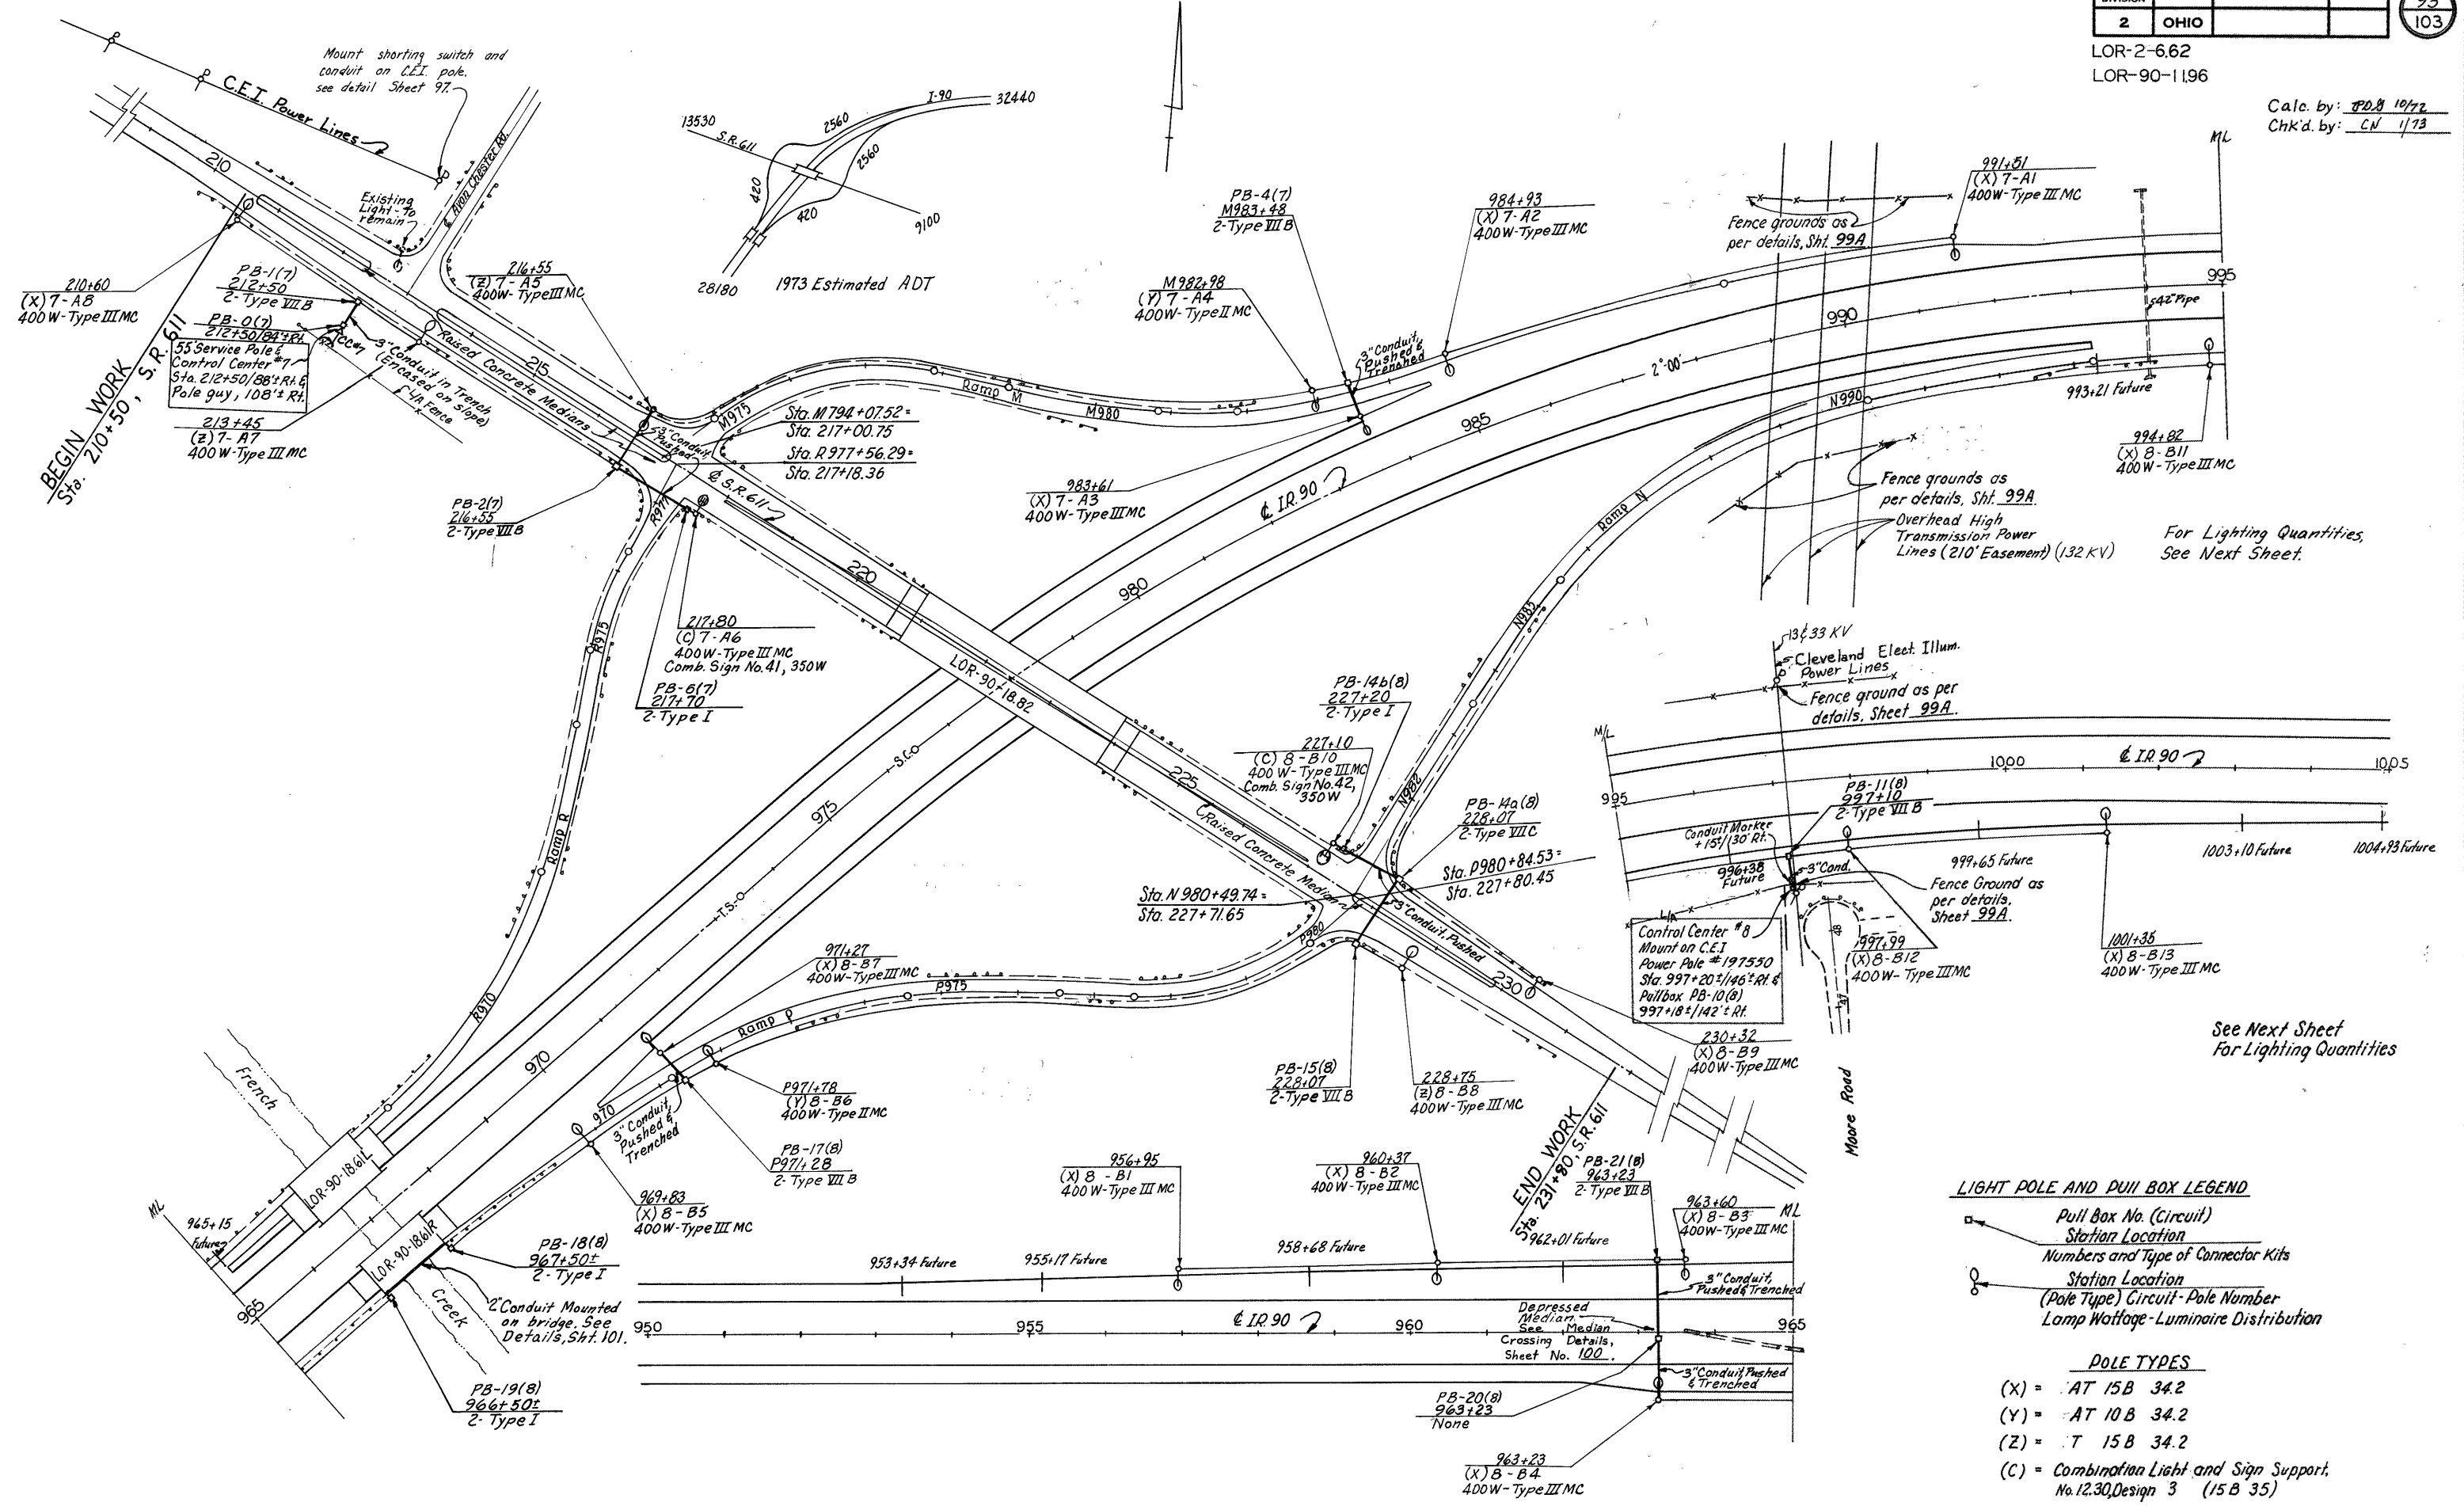 DIVISION
2 OHIO
93
103
LOR-2-6.62
LOR-90-11.96
Calc. by: 10/72
Chk'd. by: CN 1/73
Mount shorting switch and
conduit on C.E.I. pole.
see detail Sheet 97.
C.E.I. Power Lines
Existing
Light-To
remain
℄ Avon Chester Rd.
210
13530
S.R. 611
2560
I-90
32440
2560
420
420
9100
28180
1973 Estimated ADT
ML
991+51
(X) 7-A1
400W-Type III MC
Fence grounds as
per details, Sht. 99A
PB-4(7)
M983+48
2-Type VII B
984+93
(X) 7-A2
400W-Type III MC
M982+98
(Y) 7-A4
400W-Type II MC
3" Conduit,
Pushed &
Trenched
995
42" Pipe
990
2°00'
985
N990
993+21 Future
994+82
(X) 8-B11
400W-Type III MC
210+60
(X) 7-A8
400W-Type III MC
PB-1(7)
212+50
2-Type VII B
PB-0(7)
212+50/84'± Rt.
CC#7
55' Service Pole &
Control Center #7
Sta. 212+50/88'± Rt. &
Pole guy, 108'± Rt.
3" Conduit in Trench
(Encased on slope)
L/A Fence
Raised Concrete Medians
215
216+55
(Z) 7-A5
400W-Type III MC
213+45
(Z) 7-A7
400W-Type III MC
BEGIN WORK
Sta. 210+50, S.R. 611
M975
Ramp M
M980
Sta. M794+07.52=
Sta. 217+00.75
Sta. R977+56.29=
Sta. 217+18.36
3" Conduit,
Pushed
℄ S.R. 611
R977
PB-2(7)
216+55
2-Type VII B
983+61
(X) 7-A3
400W-Type III MC
℄ I.R. 90
Ramp N
Fence grounds as
per details, Sht. 99A.
Overhead High
Transmission Power
Lines (210' Easement) (132 KV)
For Lighting Quantities,
See Next Sheet.
220
980
217+80
(C) 7-A6
400W-Type III MC
Comb. Sign No. 41, 350W
PB-6(7)
217+70
2-Type I
R975
LOR-90-18.82
N985
13 & 33 KV
Cleveland Elect. Illum.
Power Lines
Fence ground as per
details, Sheet 99A.
PB-14b(8)
227+20
2-Type I
227+10
(C) 8-B10
400 W-Type III MC
Comb. Sign No. 42,
350W
225
S.C.
975
N982
PB-14a(8)
228+07
2-Type VII C
Raised Concrete Median
Sta. P980+84.53=
Sta. 227+80.45
Sta. N980+49.74=
Sta. 227+71.65
M/L
℄ I.R. 90
1000
1005
995
PB-11(8)
997+10
2-Type VII B
Conduit Marker
+15±/130' Rt.
996+38
Future
3" Cond.
999+65 Future
1003+10 Future
1004+93 Future
Fence Ground as
per details,
Sheet 99A.
L/A
Control Center #8
Mount on C.E.I
Power Pole #197550
Sta. 997+20±/146'± Rt. &
Pullbox PB-10(8)
997+18±/142'± Rt.
48
47
997+99
(X) 8-B12
400W-Type III MC
1001+35
(X) 8-B13
400W-Type III MC
Moore Road
See Next Sheet
For Lighting Quantities
Ramp R
T.S.
R970
P980
3" Conduit, Pushed
230
971+27
(X) 8-B7
400W-Type III MC
P975
Ramp P
970
French
Creek
P971+78
(Y) 8-B6
400W-Type II MC
970
3" Conduit,
Pushed &
Trenched
PB-17(8)
P971+28
2-Type VII B
PB-15(8)
228+07
2-Type VII B
228+75
(Z) 8-B8
400W-Type III MC
230+32
(X) 8-B9
400W-Type III MC
END WORK
Sta. 231+80, S.R. 611
969+83
(X) 8-B5
400W-Type III MC
LOR-90-18.61L
LOR-90-18.61R
ML
965+15
Future
965
PB-18(8)
967+50±
2-Type I
2" Conduit Mounted
on bridge. See
Details, Sht. 101.
PB-19(8)
966+50±
2-Type I
956+95
(X) 8-B1
400W-Type III MC
960+37
(X) 8-B2
400W-Type III MC
PB-21(8)
963+23
2-Type VII B
963+60
(X) 8-B3
400W-Type III MC
ML
953+34 Future
955+17 Future
958+68 Future
962+01 Future
950
955
℄ I.R. 90
960
965
3" Conduit,
Pushed & Trenched
Depressed
Median
See Median
Crossing Details,
Sheet No. 100.
3" Conduit Pushed
& Trenched
PB-20(8)
963+23
None
963+23
(X) 8-B4
400W-Type III MC
LIGHT POLE AND PULL BOX LEGEND
Pull Box No. (Circuit)
Station Location
Numbers and Type of Connector Kits
Station Location
(Pole Type) Circuit-Pole Number
Lamp Wattage-Luminaire Distribution
POLE TYPES
(X) = AT 15B 34.2
(Y) = AT 10B 34.2
(Z) = T 15B 34.2
(C) = Combination Light and Sign Support,
No. 12.30, Design 3 (15 B 35)